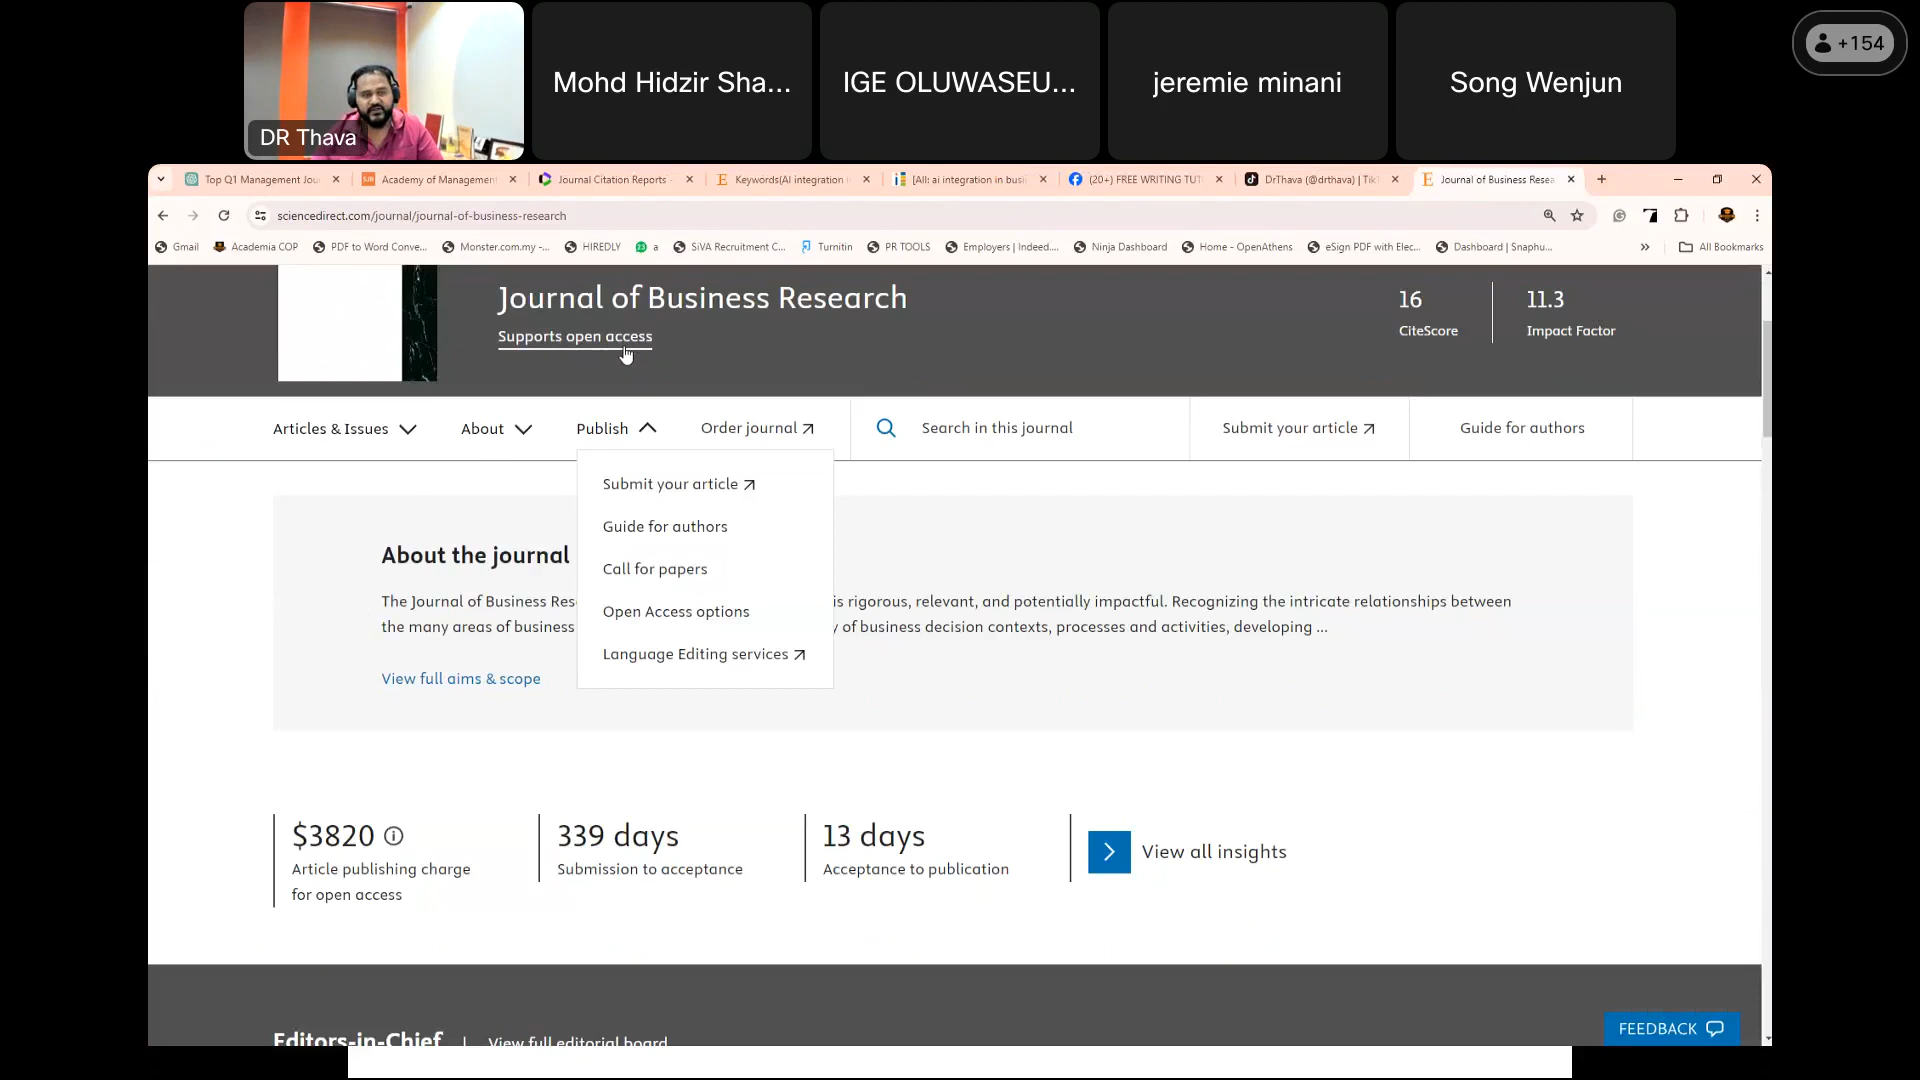 DR Thava
Mohd Hidzir Sha...
IGE OLUWASEU...
jeremie minani
Song Wenjun
+154
Top Q1 Management Jou
Academy of Management
Journal Citation Reports -
Keywords(AI integration i
[All: ai integration in busi
(20+) FREE WRITING TUT
DrThava (@drthava) | Tik
Journal of Business Resea
sciencedirect.com/journal/journal-of-business-research
Gmail
Academia COP
PDF to Word Conve...
Monster.com.my -...
HIREDLY
a
SiVA Recruitment C...
Turnitin
PR TOOLS
Employers | Indeed....
Ninja Dashboard
Home - OpenAthens
eSign PDF with Elec...
Dashboard | Snaphu...
All Bookmarks
Journal of Business Research
Supports open access
16
CiteScore
11.3
Impact Factor
Articles & Issues
About
Publish
Order journal
Search in this journal
Submit your article
Guide for authors
Submit your article
Guide for authors
Call for papers
Open Access options
Language Editing services
About the journal
The Journal of Business Res is rigorous, relevant, and potentially impactful. Recognizing the intricate relationships between
the many areas of business y of business decision contexts, processes and activities, developing ...
View full aims & scope
$3820
Article publishing charge
for open access
339 days
Submission to acceptance
13 days
Acceptance to publication
View all insights
Editors-in-Chief | View full editorial board
FEEDBACK